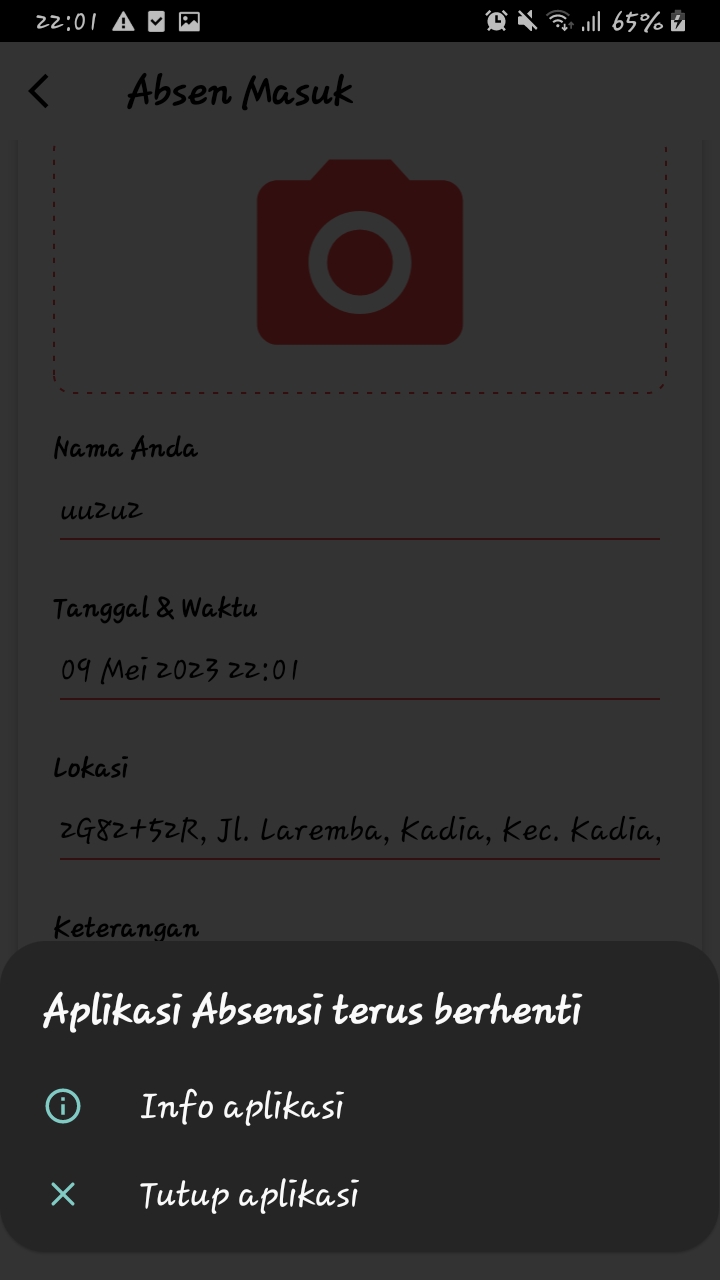 22:01
65%
Absen Masuk
Nama Anda
uuzuz
Tanggal & Waktu
09 Mei 2023 22:01
Lokasi
2G82+52R, Jl. Laremba, Kadia, Kec. Kadia,
Keterangan
Aplikasi Absensi terus berhenti
Info aplikasi
Tutup aplikasi